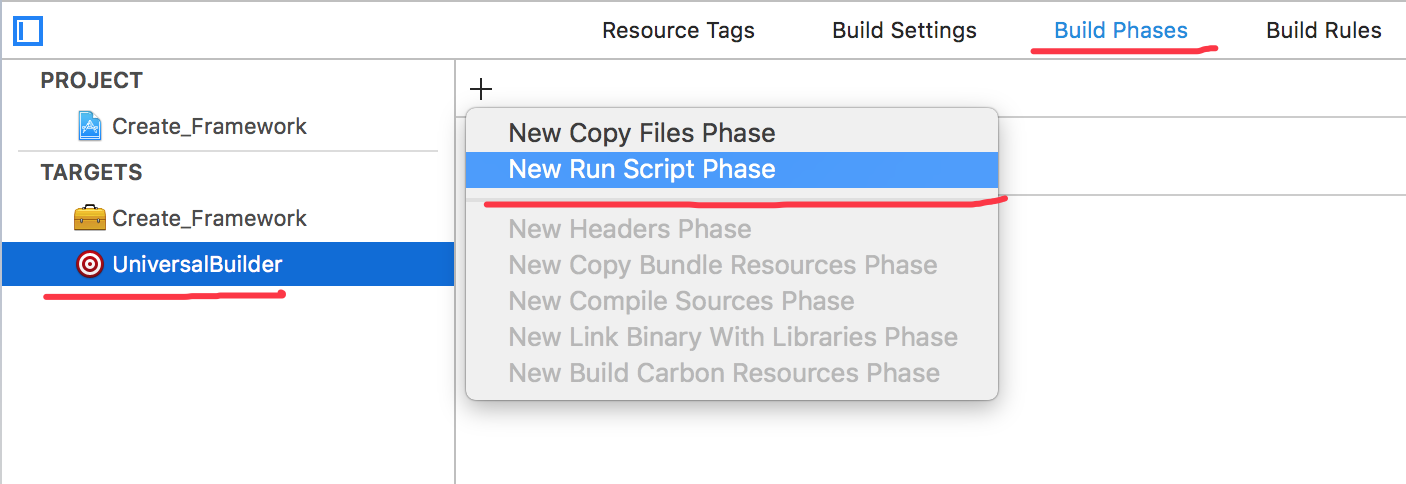 Resource Tags Build Settings Build Phases Build Rules
PROJECT
Create_Framework
TARGETS
Create_Framework
UniversalBuilder
New Copy Files Phase
New Run Script Phase
New Headers Phase
New Copy Bundle Resources Phase
New Compile Sources Phase
New Link Binary With Libraries Phase
New Build Carbon Resources Phase